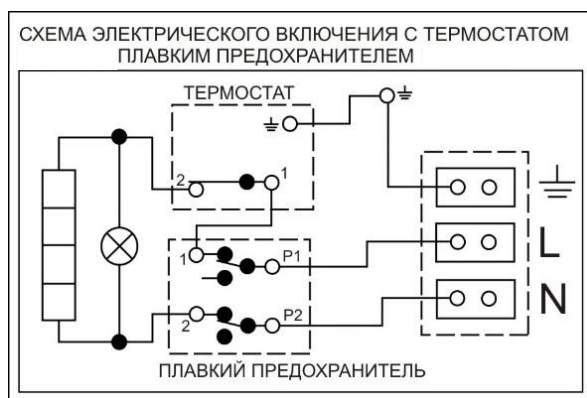 СХЕМА ЭЛЕКТРИЧЕСКОГО ВКЛЮЧЕНИЯ С ТЕРМОСТАТОМ
ПЛАВКИМ ПРЕДОХРАНИТЕЛЕМ
ТЕРМОСТАТ
2
1
1
P1
L
2
P2
N
ПЛАВКИЙ ПРЕДОХРАНИТЕЛЬ